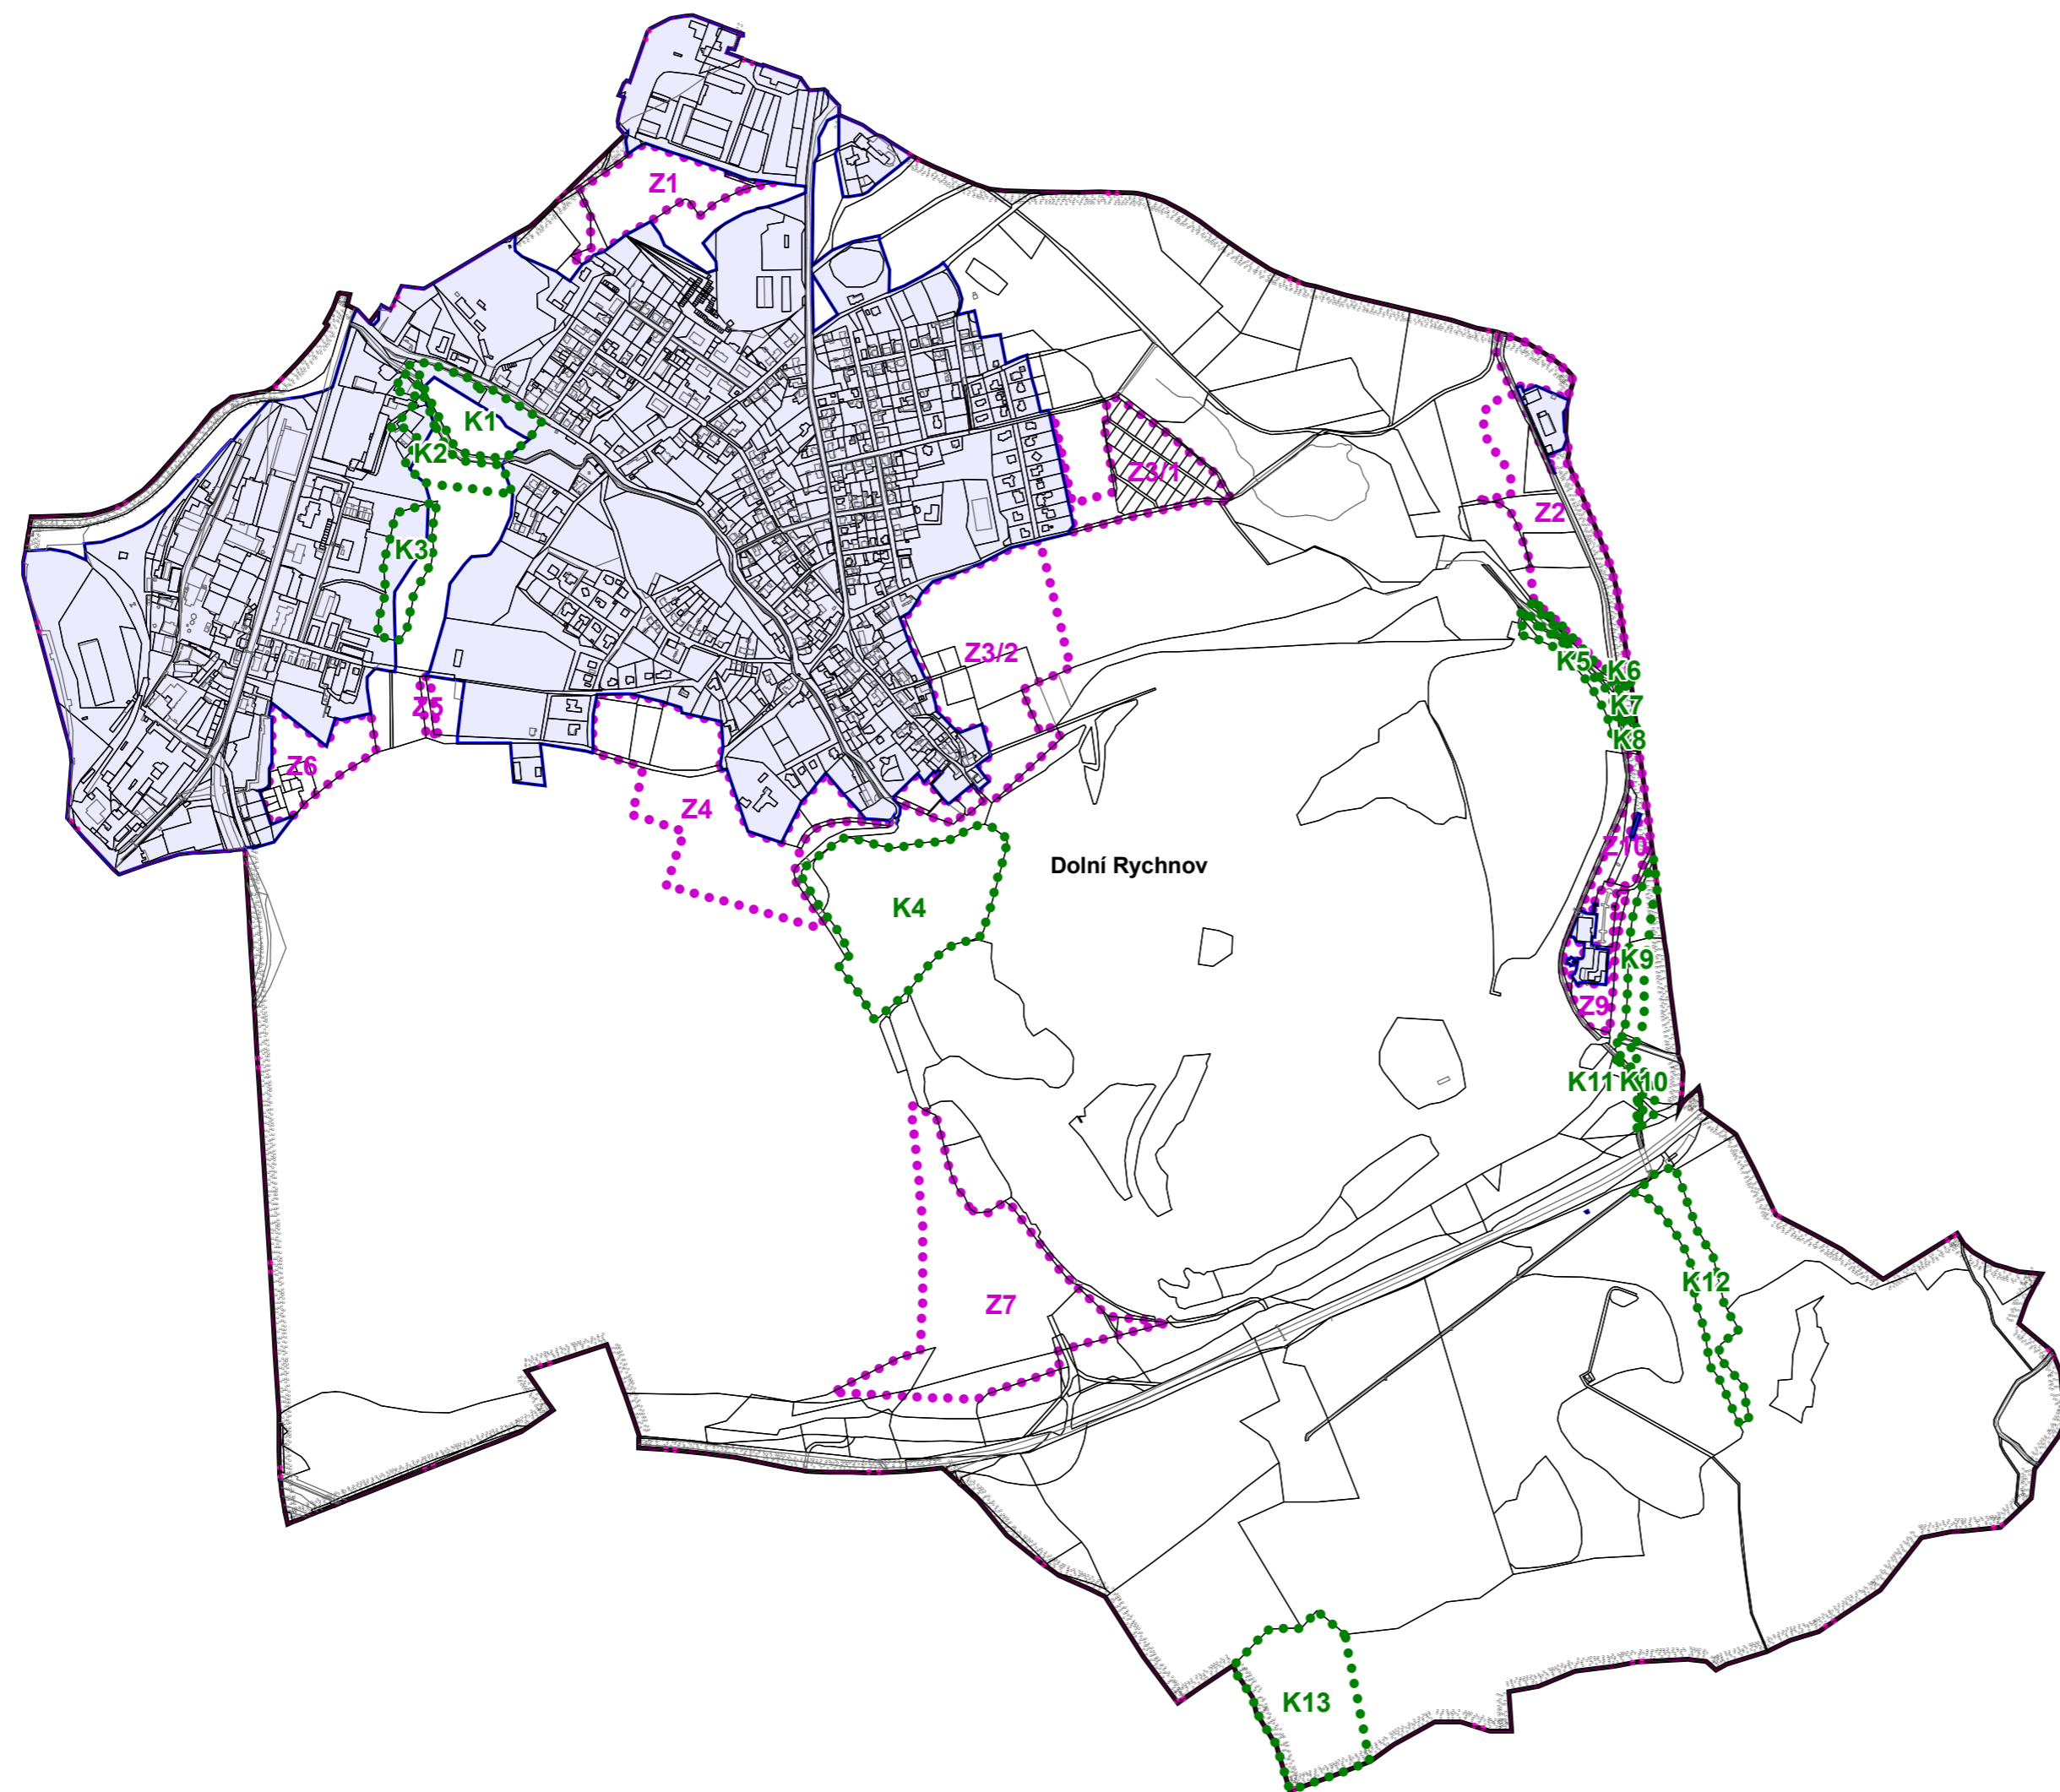 Z1
K1
K2
Z3/1
Z2
K3
Z3/2
K5
K6
K7
Z5
K8
Z6
Z4
Z10
Dolní Rychnov
K4
K9
Z9
K11
K10
K12
Z7
K13